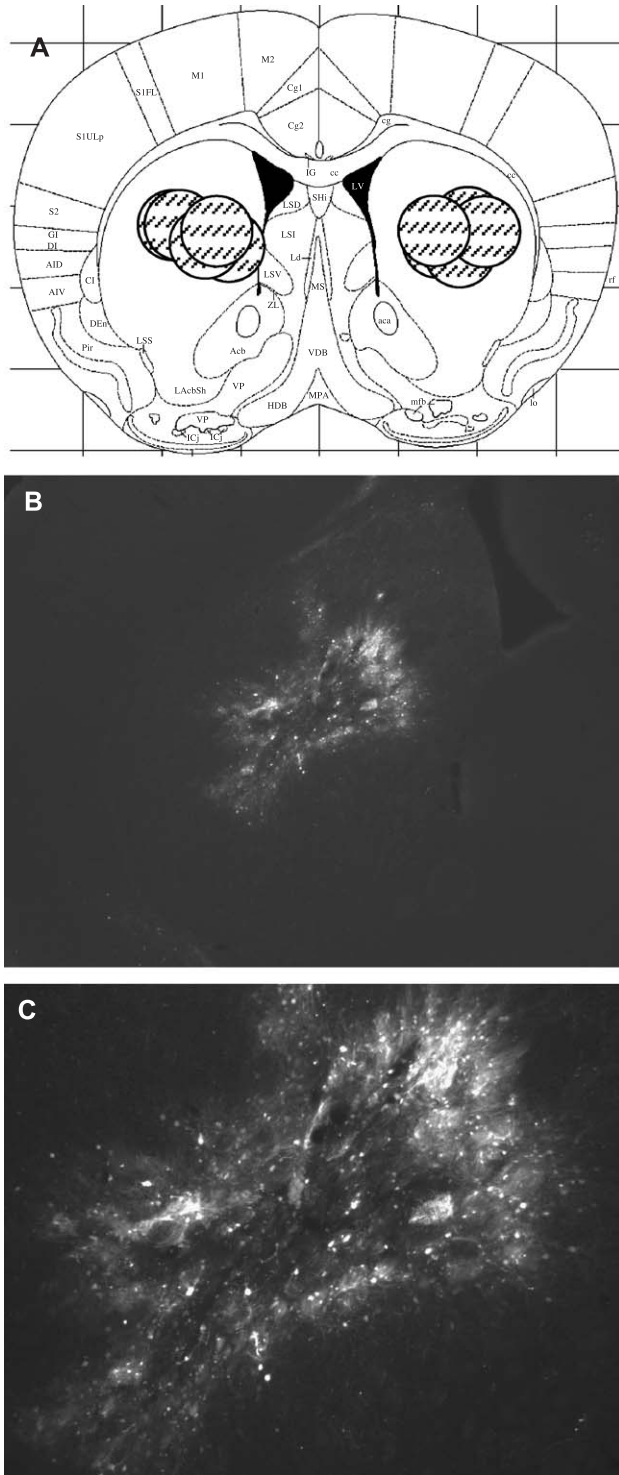 A
M1
M2
S1FL
Cg1
cg
Cg2
S1ULp
IG
cc
cc
LV
SHi
LSD
S2
GI
LSI
DI
Ld
AID
LSV
CI
rf
MS
AIV
ZL
aca
DEn
LSS
Pir
Acb
VDB
LAcbSh
VP
MPA
mfb
HDB
lo
VP
ICj
ICj
B
C